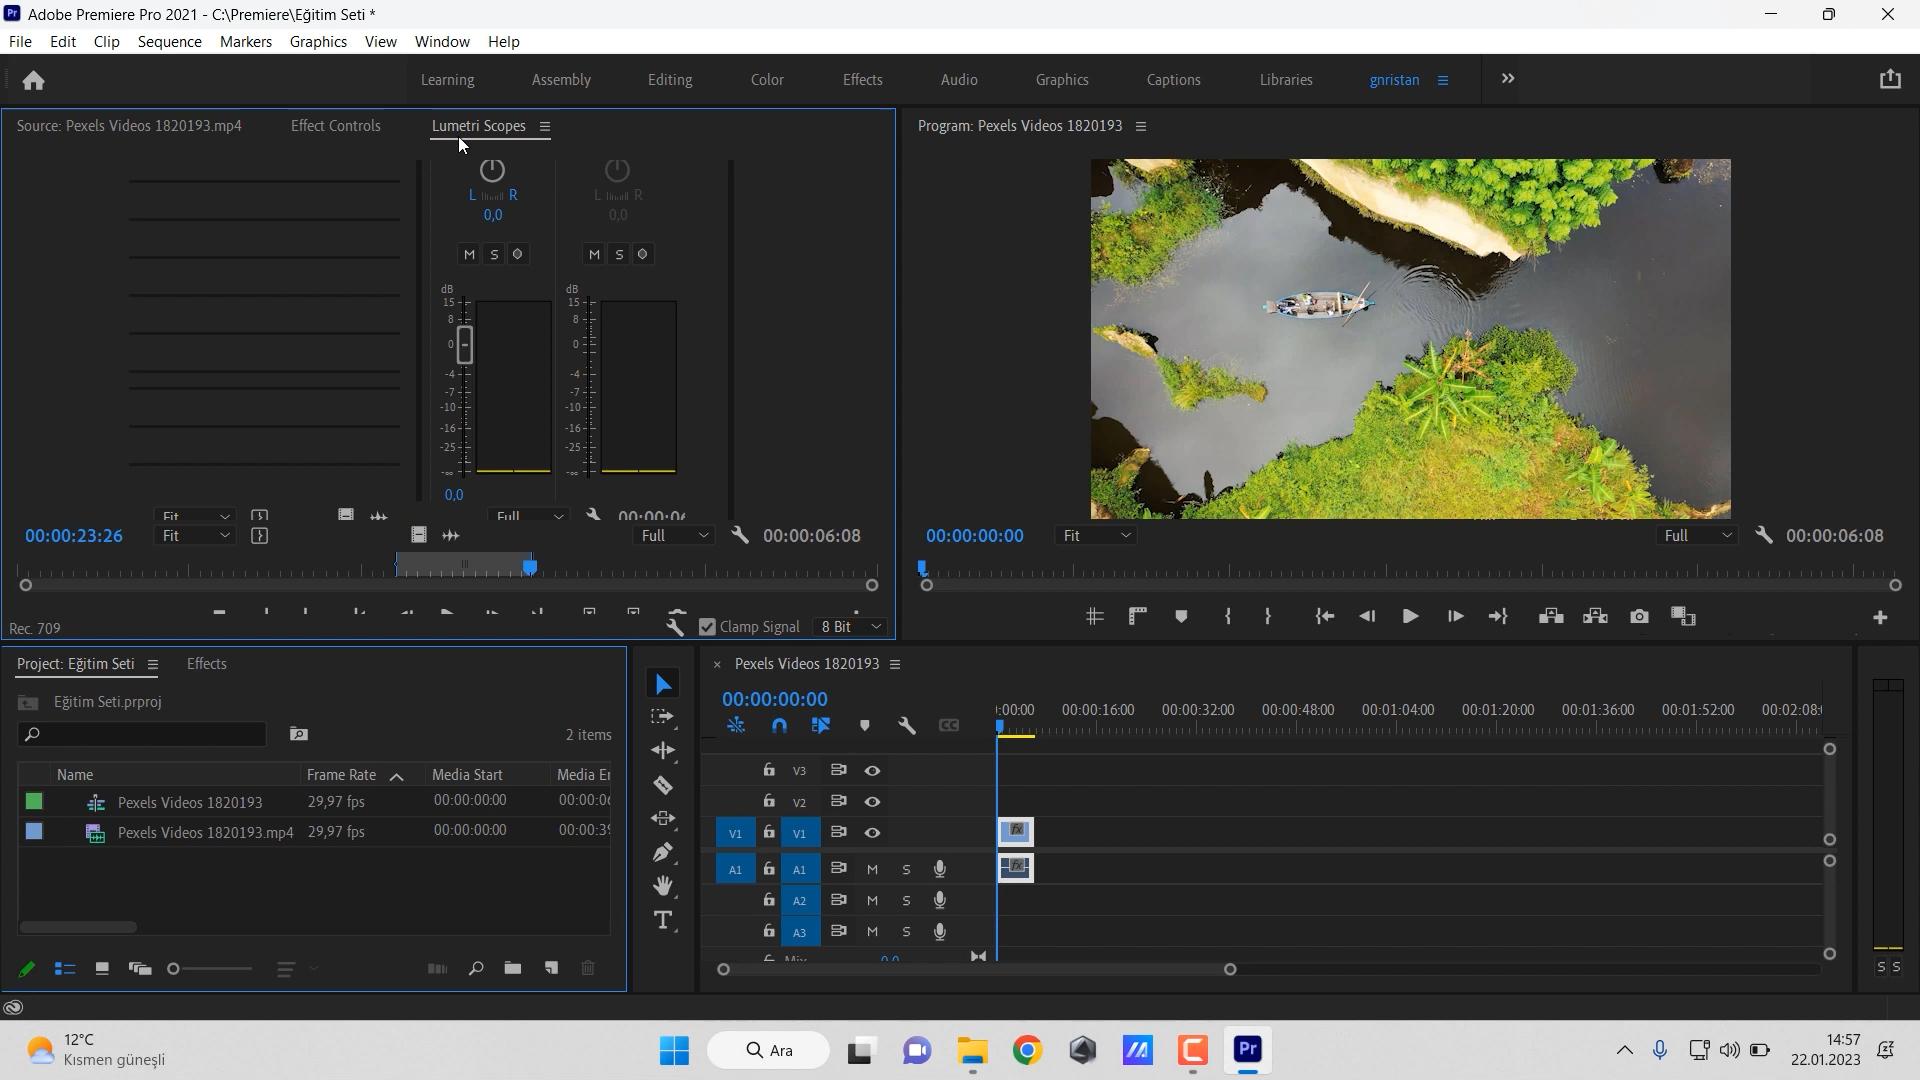 Adobe Premiere Pro 2021 - C:\Premiere\Eğitim Seti *
File Edit Clip Sequence Markers Graphics View Window Help
Learning Assembly Editing Color Effects Audio Graphics Captions Libraries gnristan
Source: Pexels Videos 1820193.mp4 Effect Controls Lumetri Scopes
Program: Pexels Videos 1820193
L R L R
0,0 0,0
M S M S
dB dB
15 15
8 8
0 0
-4 -4
-7 -7
-10 -10
-16 -16
-25 -25
-∞ -∞
0,0
Fit Full 00:00:06
00:00:23:26 Fit Full 00:00:06:08
00:00:00:00 Fit Full 00:00:06:08
Rec. 709 Clamp Signal 8 Bit
Project: Eğitim Seti Effects
Eğitim Seti.prproj
2 items
Name Frame Rate Media Start Media E
Pexels Videos 1820193 29,97 fps 00:00:00:00 00:00:0
Pexels Videos 1820193.mp4 29,97 fps 00:00:00:00 00:00:3
× Pexels Videos 1820193
00:00:00:00
:00:00 00:00:16:00 00:00:32:00 00:00:48:00 00:01:04:00 00:01:20:00 00:01:36:00 00:01:52:00 00:02:08:
V3
V2
V1 V1 fx
A1 A1 M S fx
A2 M S
A3 M S
Mix 0,0
S S
12°C
Kısmen güneşli
Ara
Pr
14:57
22.01.2023